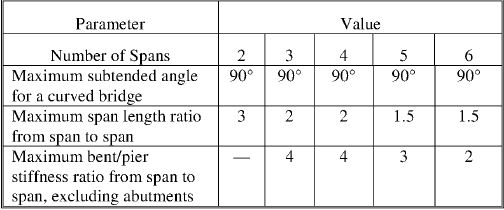 Parameter Value
Number of Spans 2 3 4 5 6
Maximum subtended angle 90° 90° 90° 90° 90°
for a curved bridge
Maximum span length ratio 3 2 2 1.5 1.5
from span to span
Maximum bent/pier — 4 4 3 2
stiffness ratio from span to
span, excluding abutments